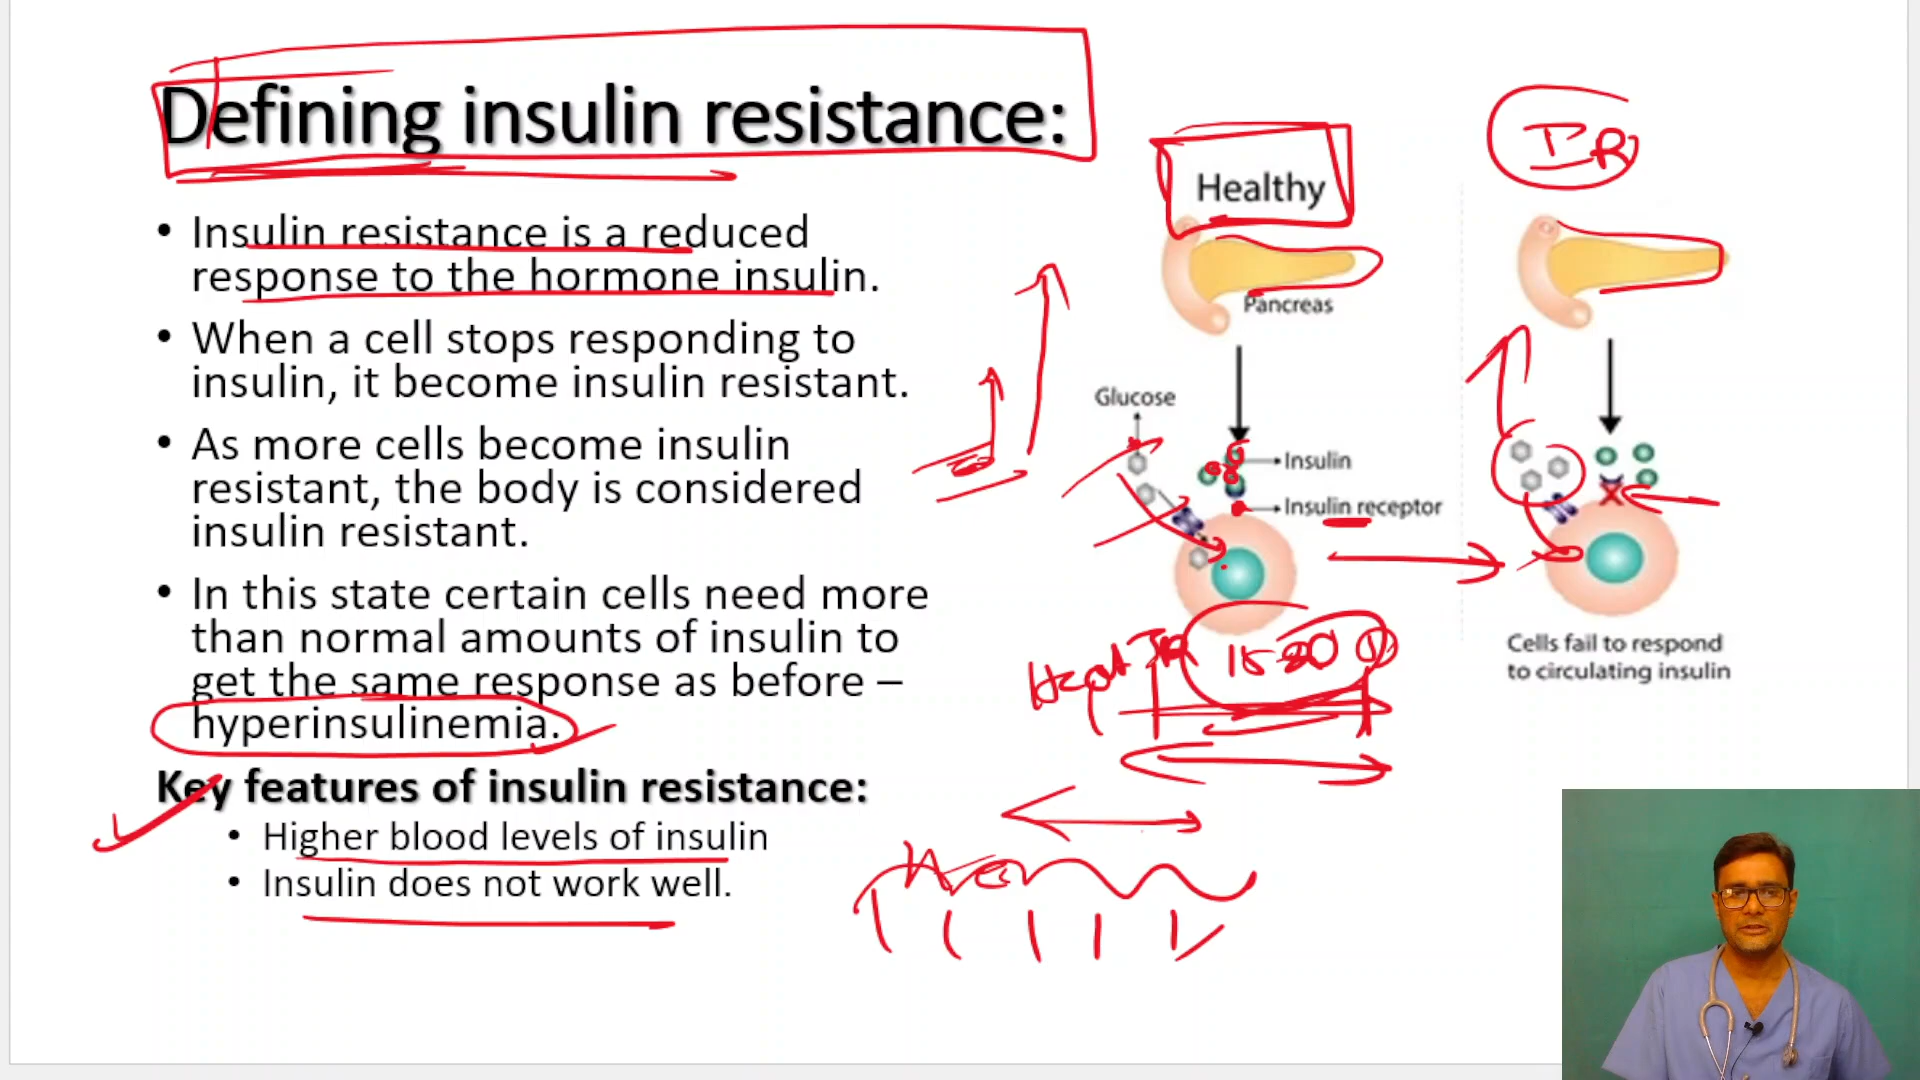 Defining insulin resistance:
• Insulin resistance is a reduced
response to the hormone insulin.
• When a cell stops responding to
insulin, it become insulin resistant.
• As more cells become insulin
resistant, the body is considered
insulin resistant.
• In this state certain cells need more
than normal amounts of insulin to
get the same response as before –
hyperinsulinemia.
Key features of insulin resistance:
• Higher blood levels of insulin
• Insulin does not work well.
Healthy
Pancreas
Glucose
Insulin
Insulin receptor
IR
Cells fail to respond
to circulating insulin
15-20